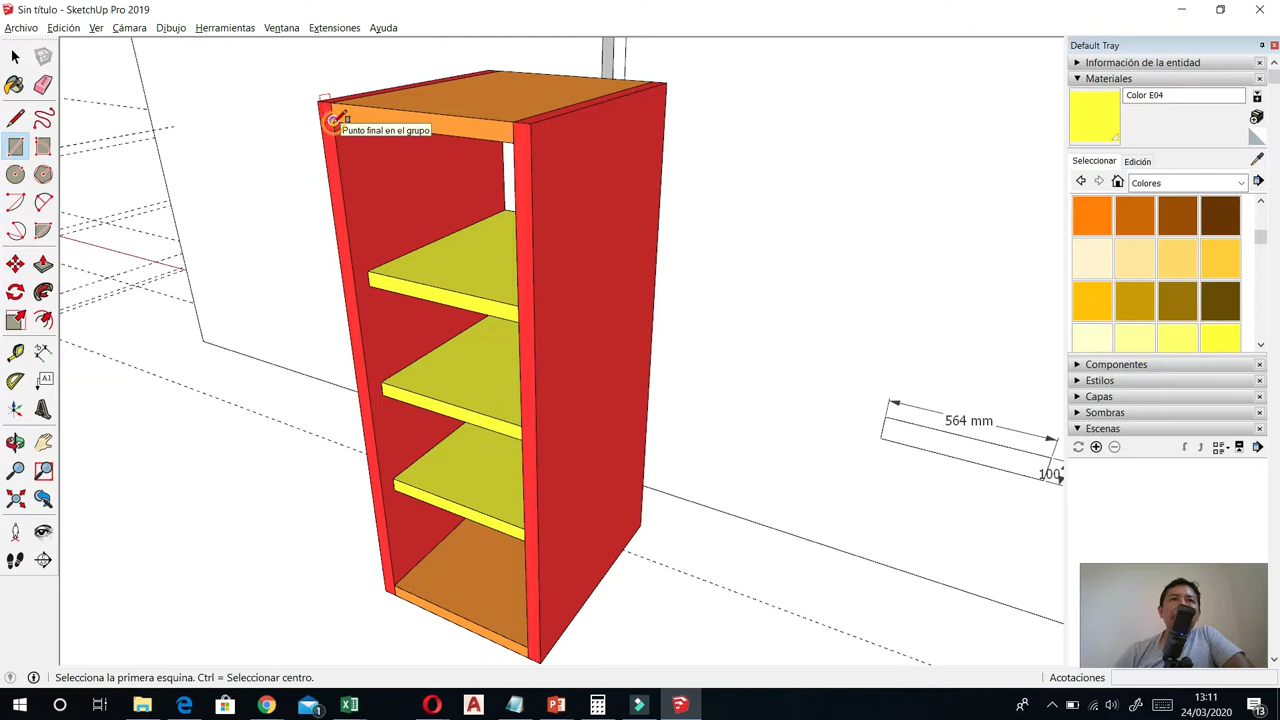 Sin título - SketchUp Pro 2019
Archivo Edición Ver Cámara Dibujo Herramientas Ventana Extensiones Ayuda
Default Tray
Información de la entidad
Materiales
Color E04
Seleccionar Edición
Colores
Punto final en el grupo
A1
Componentes
Estilos
Capas
Sombras
Escenas
564 mm
100
Selecciona la primera esquina. Ctrl = Seleccionar centro.
Acotaciones
13:11
24/03/2020